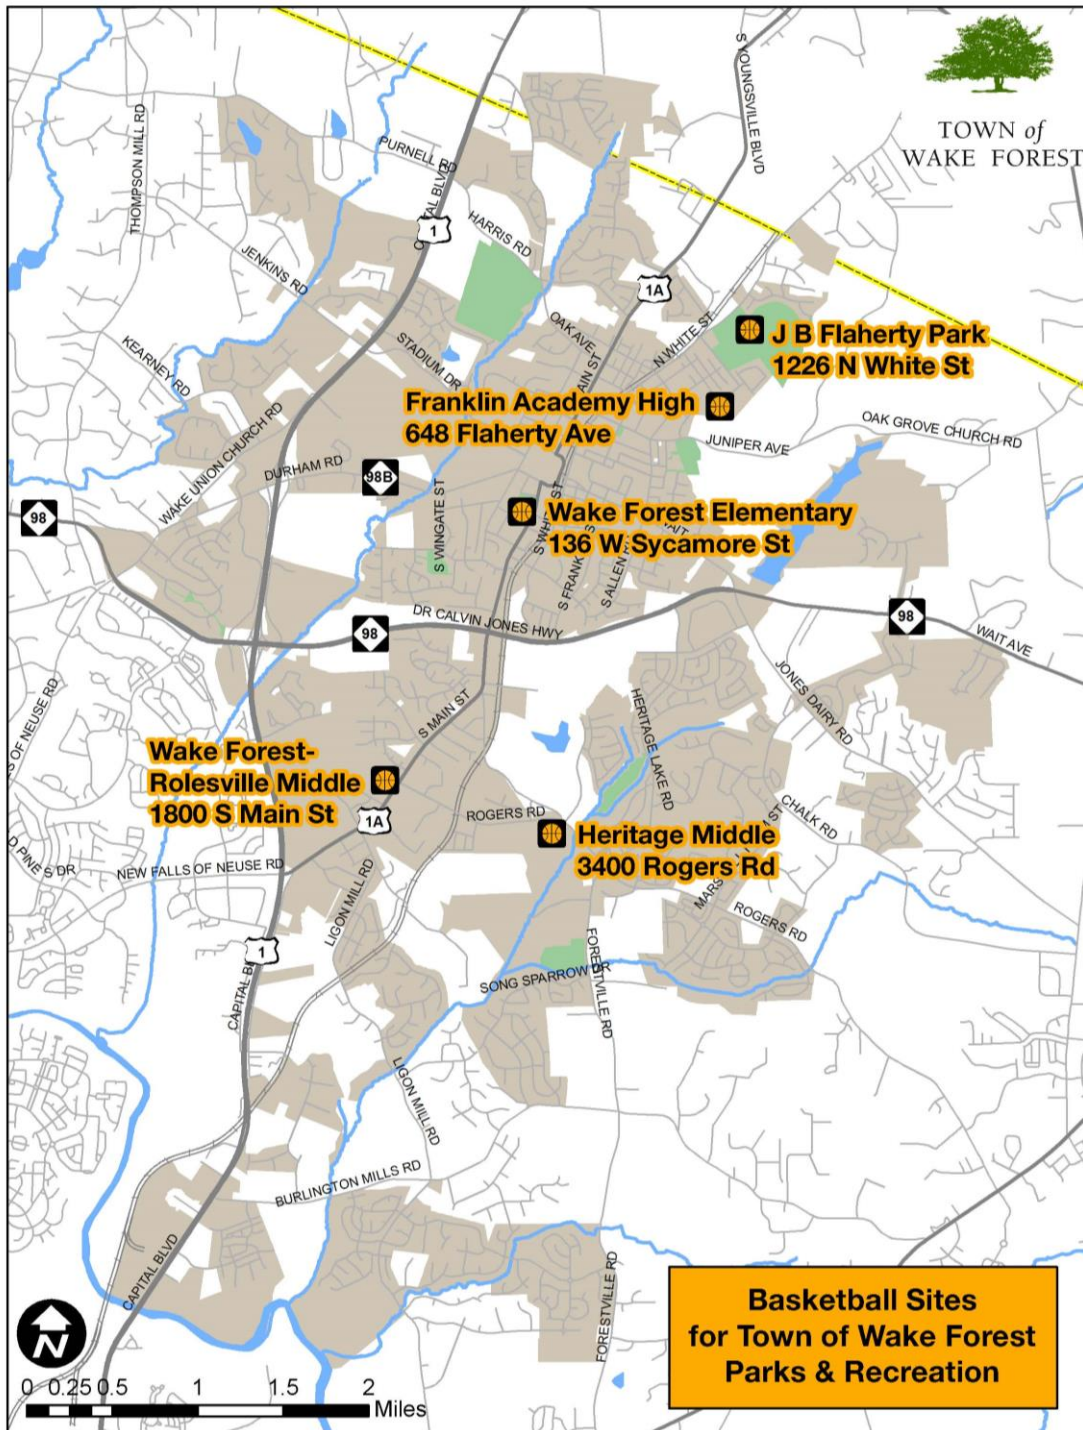 TOWN of
WAKE FOREST
S YOUNGSVILLE BLVD
THOMPSON MILL RD
PURNELL RD
CAPITAL BLVD
1
HARRIS RD
JENKINS RD
1A
OAK AVE
N WHITE ST
J B Flaherty Park
1226 N White St
KEARNEY RD
STADIUM DR
Franklin Academy High
648 Flaherty Ave
OAK GROVE CHURCH RD
JUNIPER AVE
WAKE UNION CHURCH RD
DURHAM RD
98B
98
S WINGATE ST
Wake Forest Elementary
136 W Sycamore St
DR CALVIN JONES HWY
98
98
WAIT AVE
JONES DAIRY RD
S MAIN ST
HERITAGE LAKE RD
Wake Forest-
Rolesville Middle
1800 S Main St
1A
ROGERS RD
Heritage Middle
3400 Rogers Rd
CHALK RD
NEW FALLS OF NEUSE RD
LIGON MILL RD
ROGERS RD
1
CAPITAL BLVD
SONG SPARROW DR
FORESTVILLE RD
LIGON MILL RD
BURLINGTON MILLS RD
CAPITAL BLVD
FORESTVILLE RD
N
0 0.25 0.5 1 1.5 2
Miles
Basketball Sites
for Town of Wake Forest
Parks & Recreation